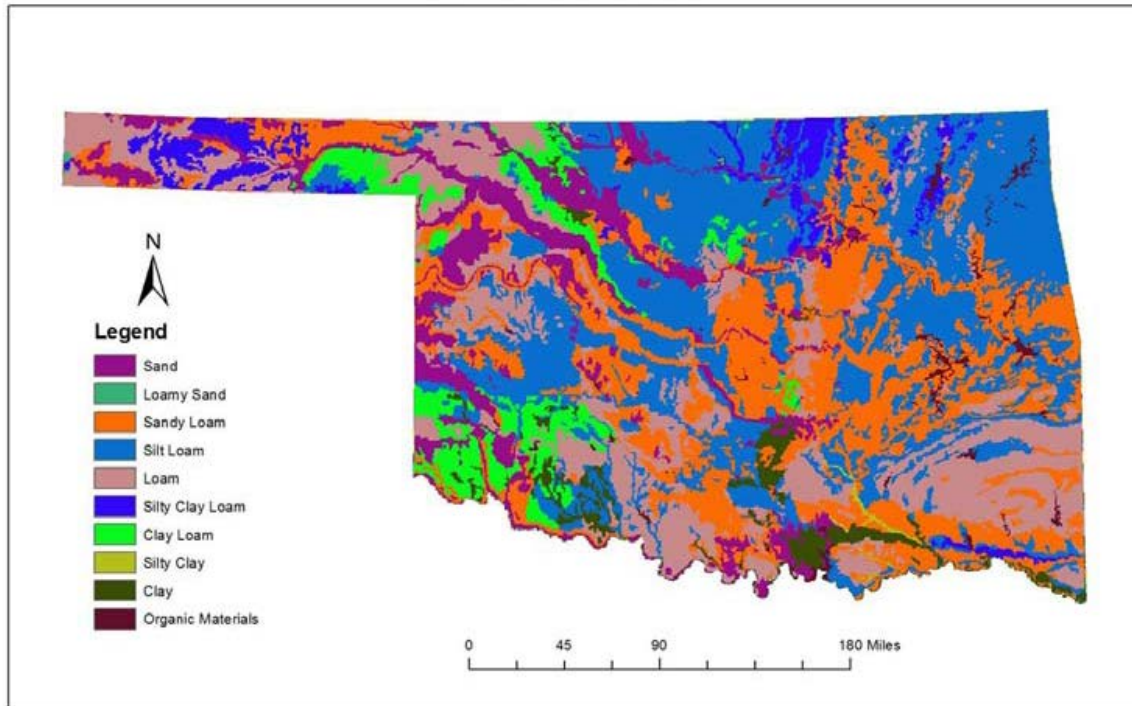 N
Legend
Sand
Loamy Sand
Sandy Loam
Silt Loam
Loam
Silty Clay Loam
Clay Loam
Silty Clay
Clay
Organic Materials
0 45 90 180 Miles